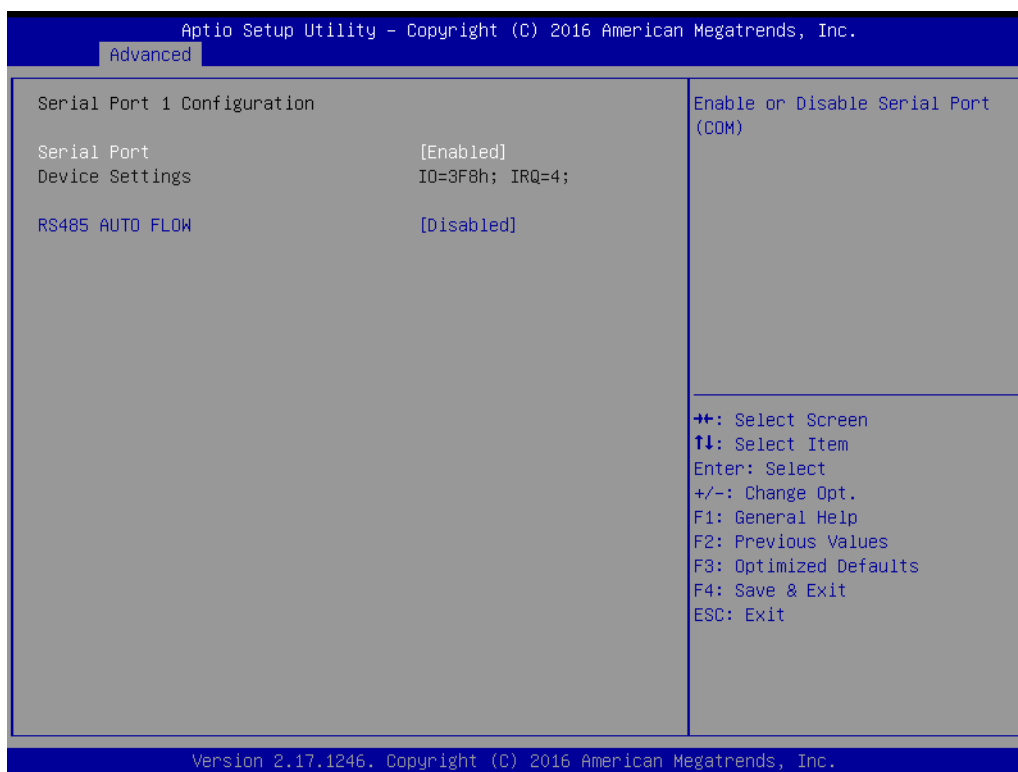 Aptio Setup Utility – Copyright (C) 2016 American Megatrends, Inc.
Advanced
Serial Port 1 Configuration
Serial Port [Enabled]
Device Settings IO=3F8h; IRQ=4;
RS485 AUTO FLOW [Disabled]
Enable or Disable Serial Port
(COM)
→←: Select Screen
↑↓: Select Item
Enter: Select
+/-: Change Opt.
F1: General Help
F2: Previous Values
F3: Optimized Defaults
F4: Save & Exit
ESC: Exit
Version 2.17.1246. Copyright (C) 2016 American Megatrends, Inc.